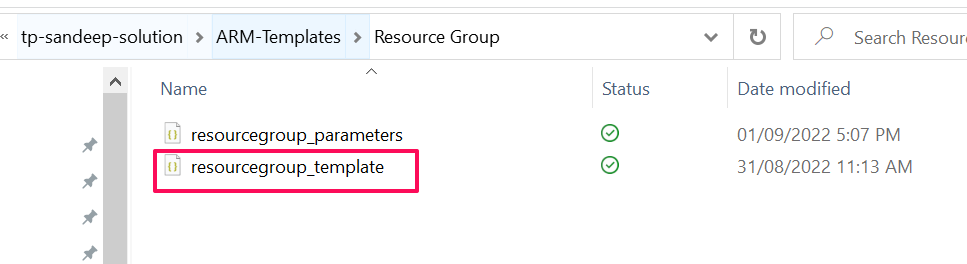 « tp-sandeep-solution > ARM-Templates > Resource Group Search Resour
Name Status Date modified
resourcegroup_parameters 01/09/2022 5:07 PM
resourcegroup_template 31/08/2022 11:13 AM